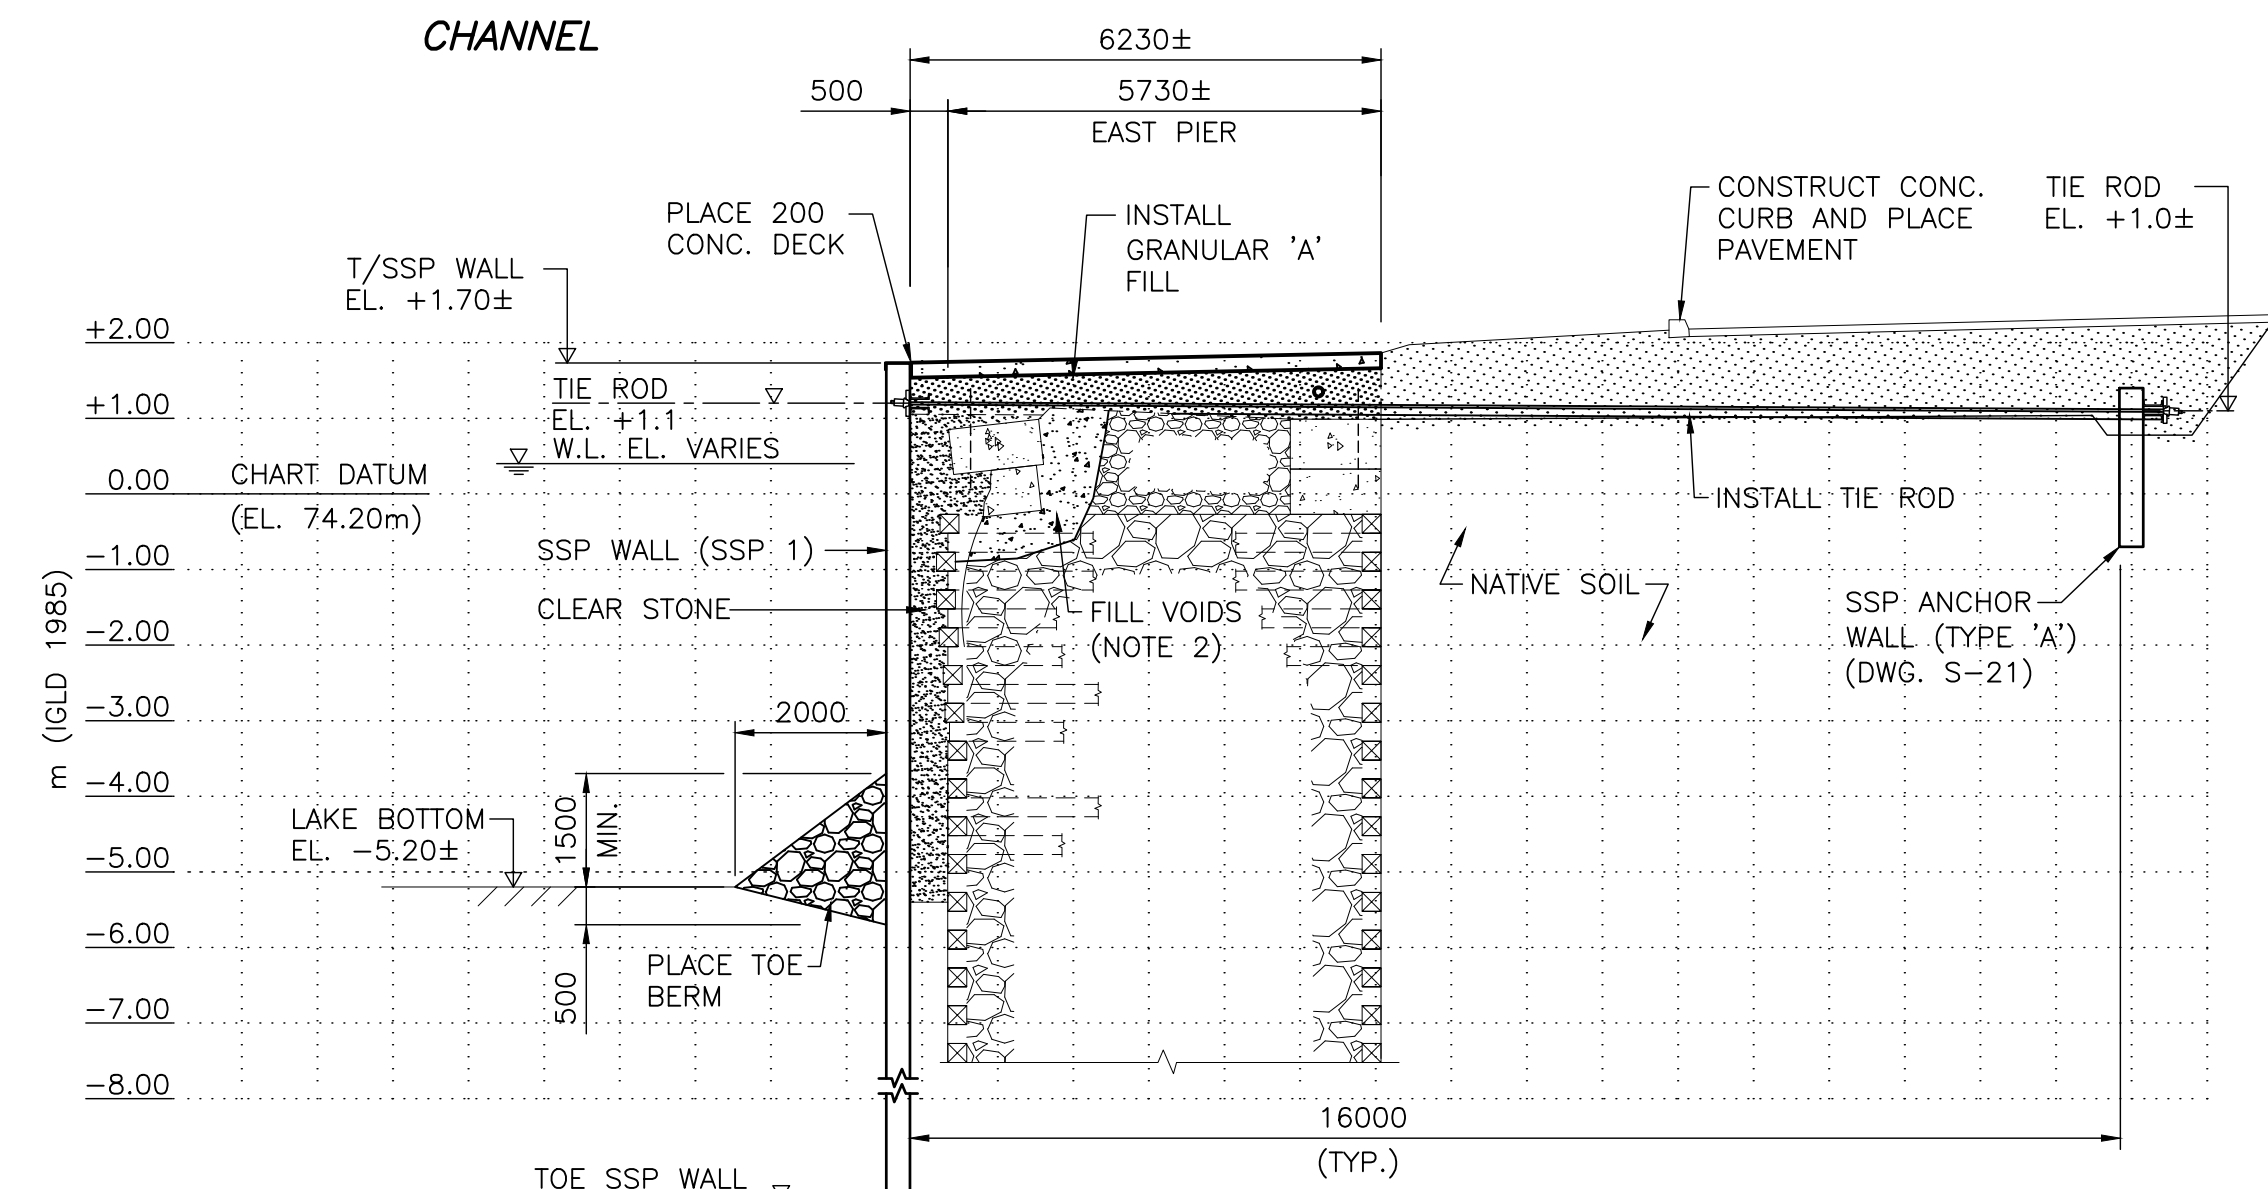 CHANNEL
6230±
500
5730±
EAST PIER
PLACE 200
CONC. DECK
INSTALL
GRANULAR 'A'
FILL
CONSTRUCT CONC.
CURB AND PLACE
PAVEMENT
TIE ROD
EL. +1.0±
T/SSP WALL
EL. +1.70±
+2.00
TIE ROD
EL. +1.1
+1.00
W.L. EL. VARIES
CHART DATUM
(EL. 74.20m)
0.00
INSTALL TIE ROD
SSP WALL (SSP 1)
−1.00
NATIVE SOIL
CLEAR STONE
FILL VOIDS
(NOTE 2)
SSP ANCHOR
WALL (TYPE 'A')
(DWG. S−21)
−2.00
m (IGLD 1985)
−3.00
2000
−4.00
1500
MIN.
LAKE BOTTOM
EL. −5.20±
−5.00
−6.00
PLACE TOE
BERM
500
−7.00
−8.00
16000
(TYP.)
TOE SSP WALL